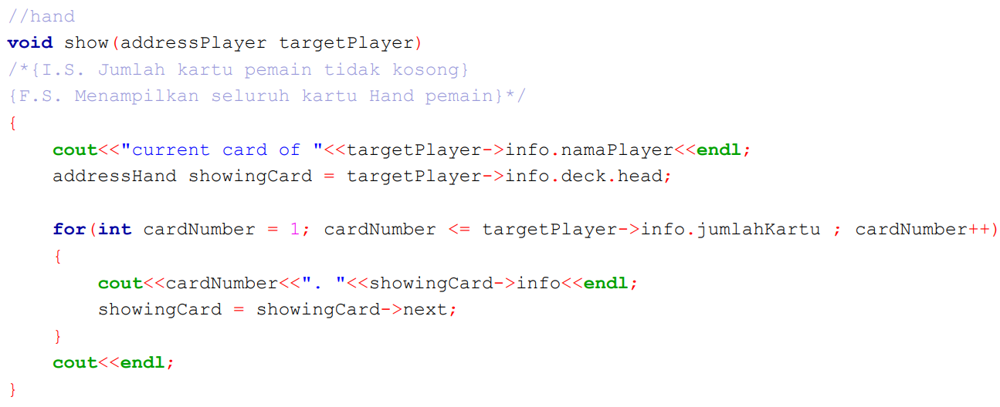 //hand
void show(addressPlayer targetPlayer)
/*{I.S. Jumlah kartu pemain tidak kosong}
{F.S. Menampilkan seluruh kartu Hand pemain}*/
{
    cout<<"current card of "<<targetPlayer->info.namaPlayer<<endl;
    addressHand showingCard = targetPlayer->info.deck.head;

    for(int cardNumber = 1; cardNumber <= targetPlayer->info.jumlahKartu ; cardNumber++)
    {
        cout<<cardNumber<<". "<<showingCard->info<<endl;
        showingCard = showingCard->next;
    }
    cout<<endl;
}